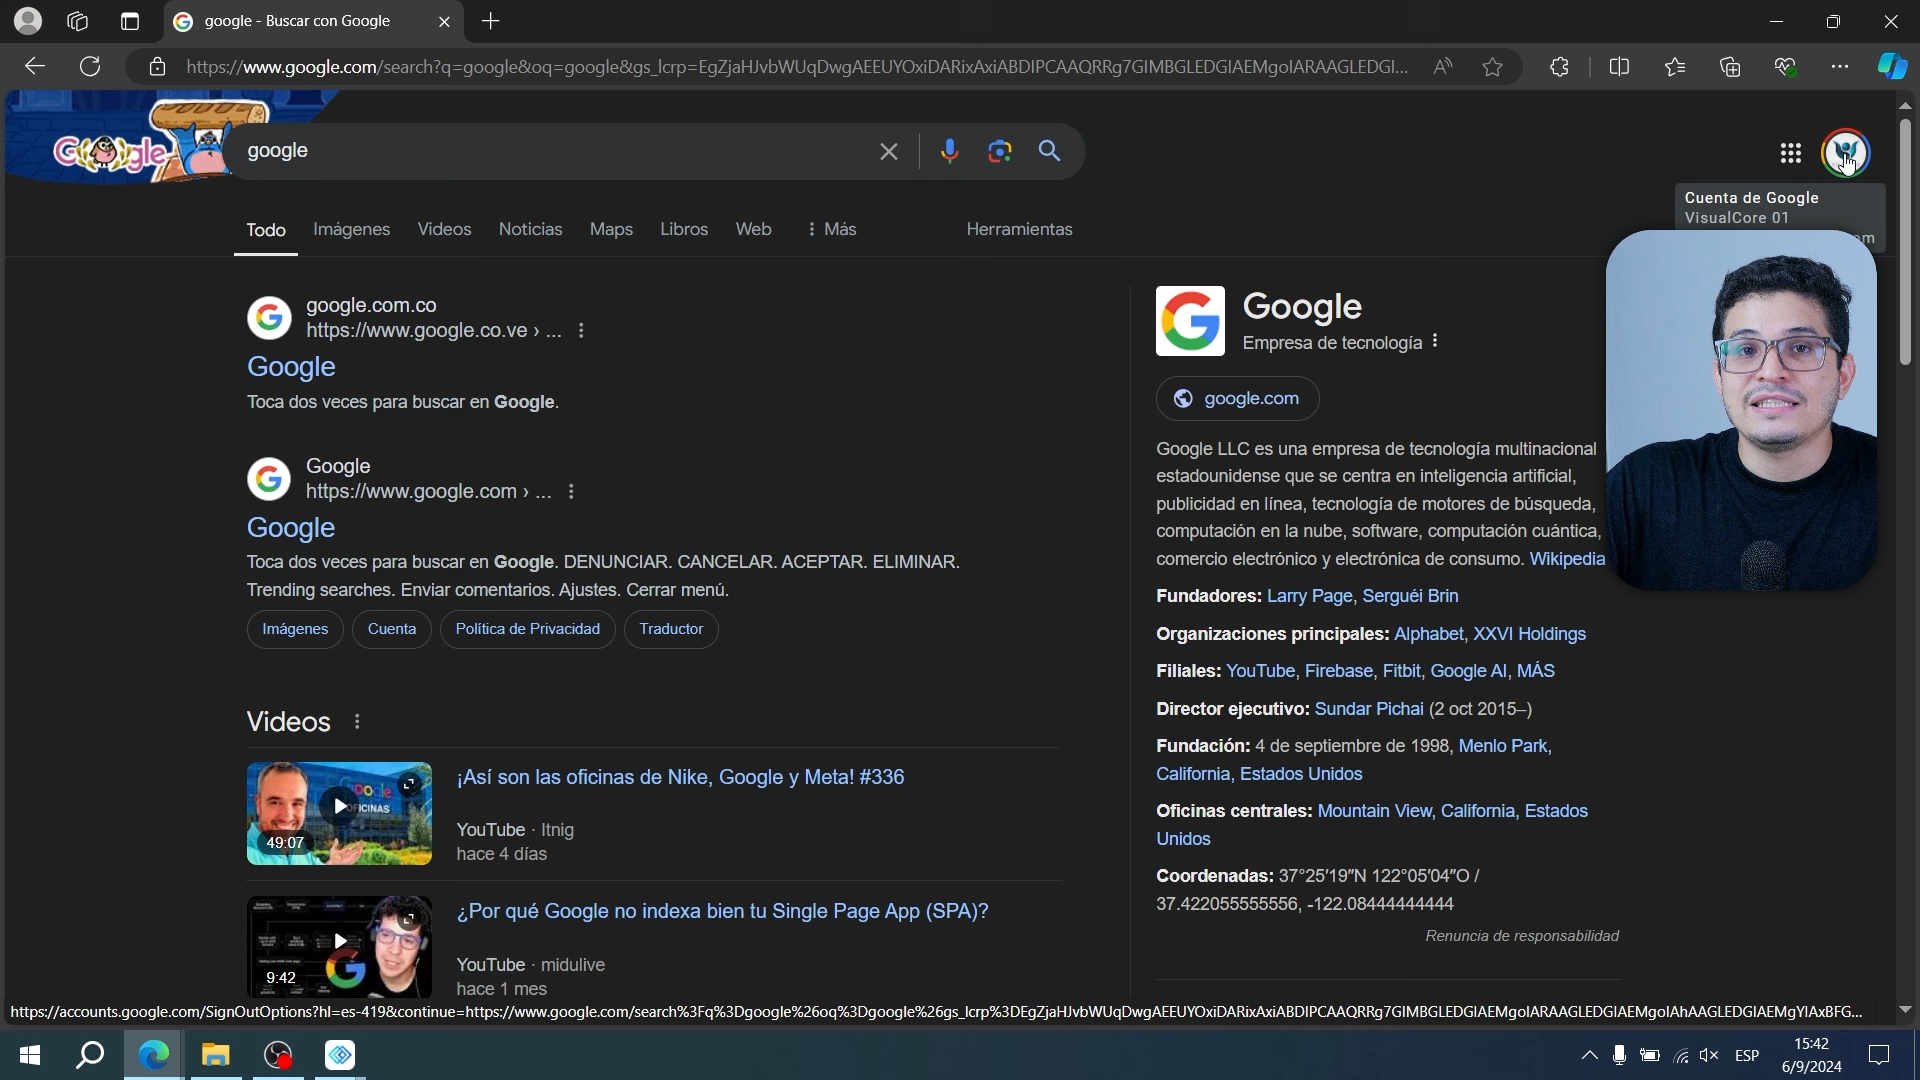 google - Buscar con Google
https://www.google.com/search?q=google&oq=google&gs_lcrp=EgZjaHJvbWUqDwgAEEUYOxiDARixAxiABDIPCAAQRRg7GIMBGLEDGIAEMgoIARAAGLEDGI...
Google
google
Cuenta de Google
VisualCore 01
om
Todo Imágenes Videos Noticias Maps Libros Web Más Herramientas
google.com.co
https://www.google.co.ve › ...
Google
Toca dos veces para buscar en Google.
Google
https://www.google.com › ...
Google
Toca dos veces para buscar en Google. DENUNCIAR. CANCELAR. ACEPTAR. ELIMINAR.
Trending searches. Enviar comentarios. Ajustes. Cerrar menú.
Imágenes Cuenta Política de Privacidad Traductor
Videos
¡Así son las oficinas de Nike, Google y Meta! #336
YouTube · Itnig
hace 4 días
OFICINAS
49:07
¿Por qué Google no indexa bien tu Single Page App (SPA)?
YouTube · midulive
hace 1 mes
9:42
Google
Empresa de tecnología
google.com
Google LLC es una empresa de tecnología multinacional
estadounidense que se centra en inteligencia artificial,
publicidad en línea, tecnología de motores de búsqueda,
computación en la nube, software, computación cuántica,
comercio electrónico y electrónica de consumo. Wikipedia
Fundadores: Larry Page, Serguéi Brin
Organizaciones principales: Alphabet, XXVI Holdings
Filiales: YouTube, Firebase, Fitbit, Google AI, MÁS
Director ejecutivo: Sundar Pichai (2 oct 2015–)
Fundación: 4 de septiembre de 1998, Menlo Park,
California, Estados Unidos
Oficinas centrales: Mountain View, California, Estados
Unidos
Coordenadas: 37°25′19″N 122°05′04″O /
37.422055555556, -122.08444444444
Renuncia de responsabilidad
https://accounts.google.com/SignOutOptions?hl=es-419&continue=https://www.google.com/search%3Fq%3Dgoogle%26oq%3Dgoogle%26gs_lcrp%3DEgZjaHJvbWUqDwgAEEUYOxiDARixAxiABDIPCAAQRRg7GIMBGLEDGIAEMgoIARAAGLEDGIAEMgoIAhAAGLEDGIAEMgYIAxBFG...
ESP
15:42
6/9/2024